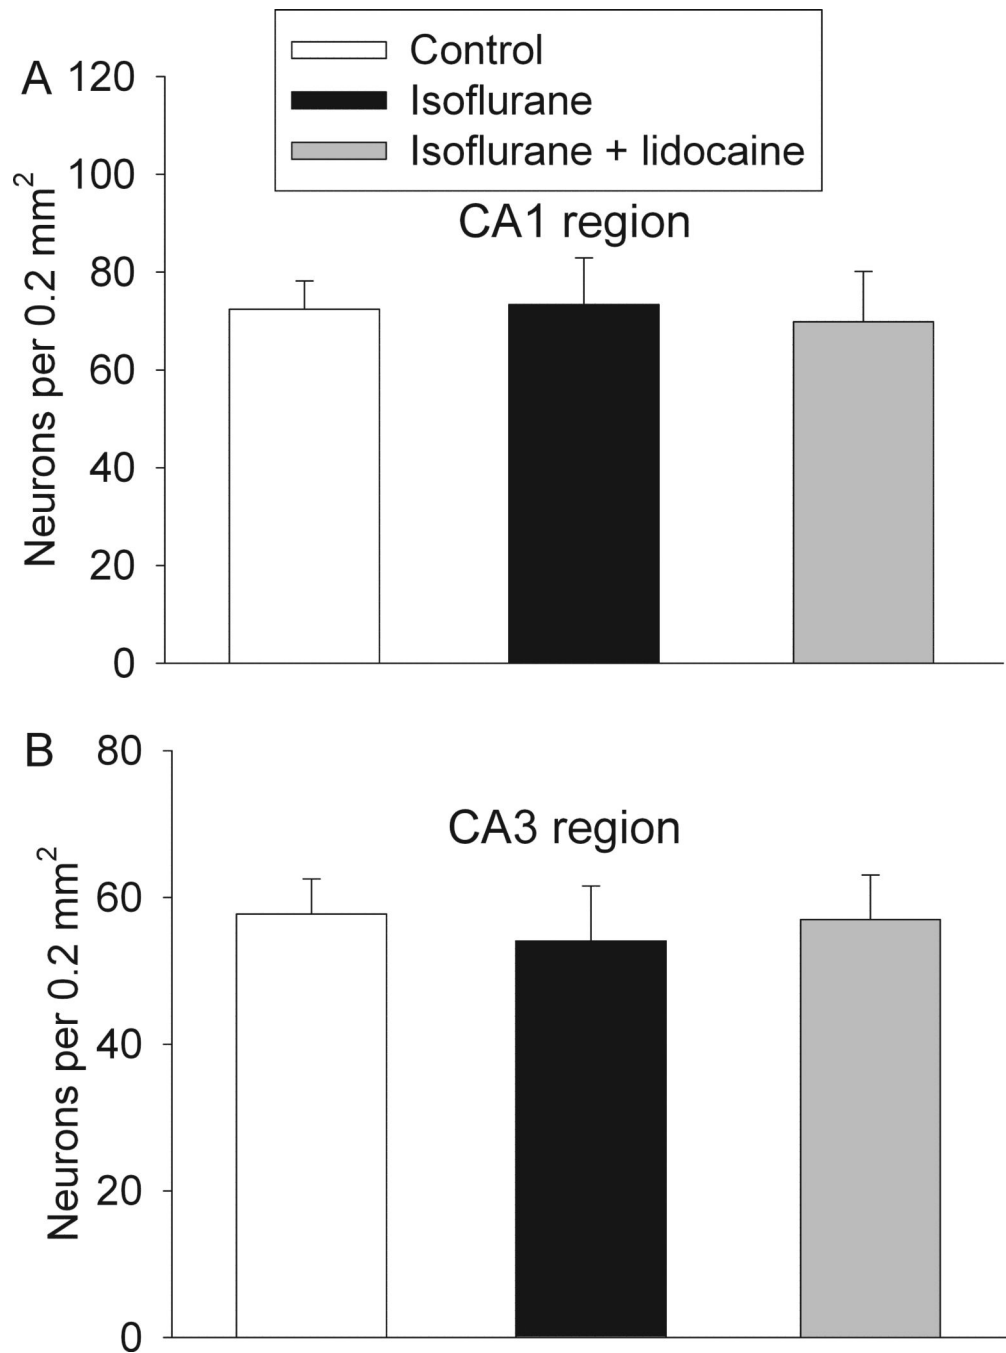 Control
Isoflurane
Isoflurane + lidocaine
A
CA1 region
Neurons per 0.2 mm²
120
100
80
60
40
20
0
B
CA3 region
Neurons per 0.2 mm²
80
60
40
20
0